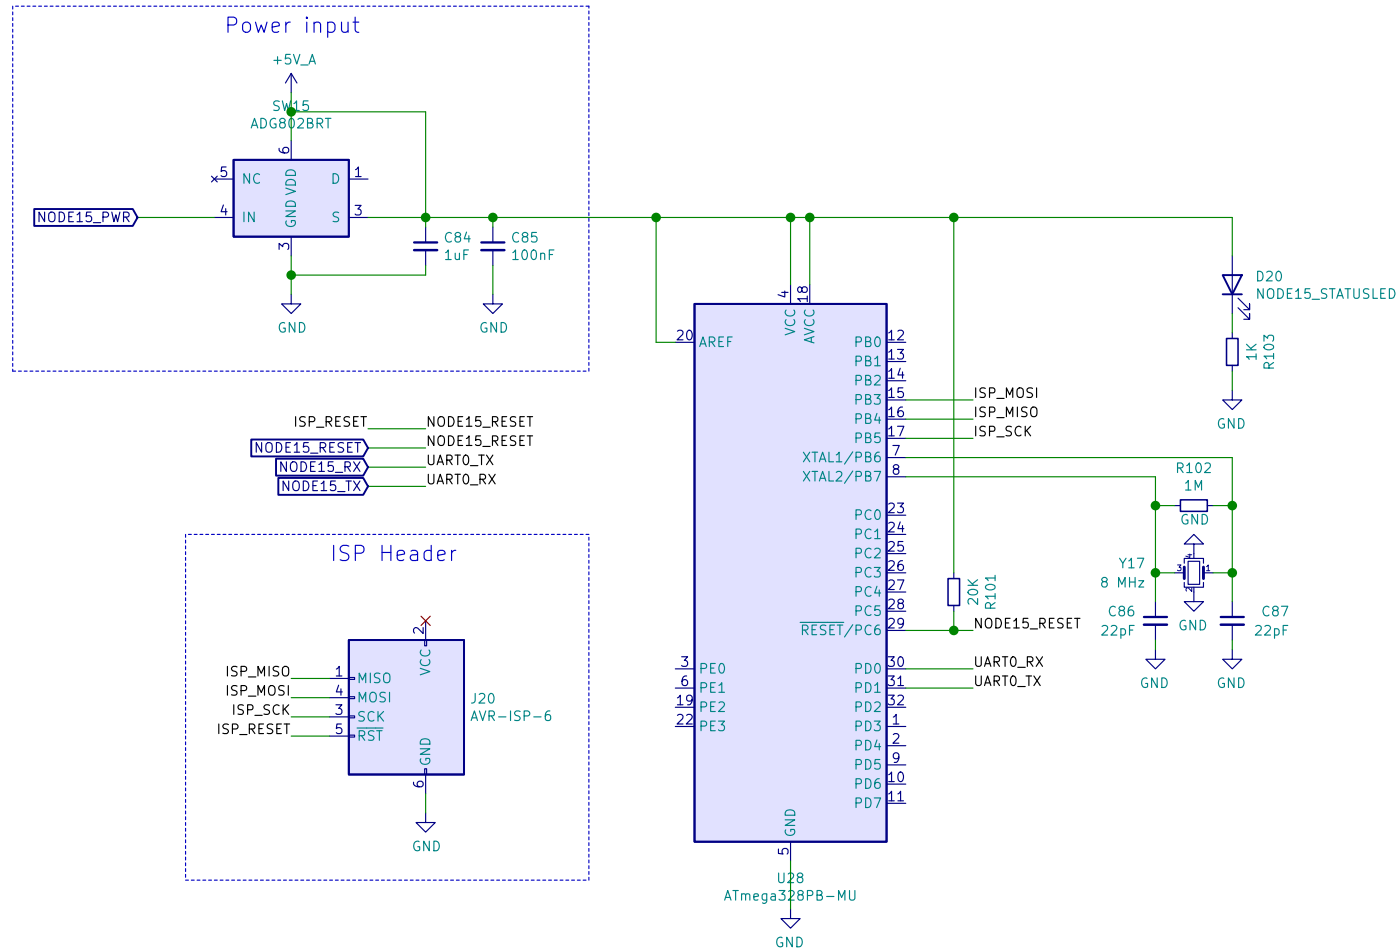 Power input
+5V_A
SW15
ADG802BRT
6
5
NC
VDD
D
1
NODE15_PWR
4
IN
GND
S
3
3
C84
1uF
C85
100nF
GND
GND
D20
NODE15_STATUSLED
1K
R103
GND
4
18
VCC
AVCC
20
AREF
PB0
12
PB1
13
PB2
14
PB3
15
ISP_MOSI
PB4
16
ISP_MISO
PB5
17
ISP_SCK
XTAL1/PB6
7
XTAL2/PB7
8
PC0
23
PC1
24
PC2
25
PC3
26
PC4
27
PC5
28
RESET/PC6
29
NODE15_RESET
20K
R101
3
PE0
6
PE1
19
PE2
22
PE3
PD0
30
UART0_RX
PD1
31
UART0_TX
PD2
32
PD3
1
PD4
2
PD5
9
PD6
10
PD7
11
GND
5
U28
ATmega328PB-MU
GND
R102
1M
GND
Y17
8 MHz
4
3
1
2
GND
C86
22pF
C87
22pF
GND
GND
ISP_RESET
NODE15_RESET
NODE15_RESET
NODE15_RESET
NODE15_RX
UART0_TX
NODE15_TX
UART0_RX
ISP Header
2
VCC
ISP_MISO
1
MISO
ISP_MOSI
4
MOSI
ISP_SCK
3
SCK
ISP_RESET
5
RST
J20
AVR-ISP-6
GND
6
GND